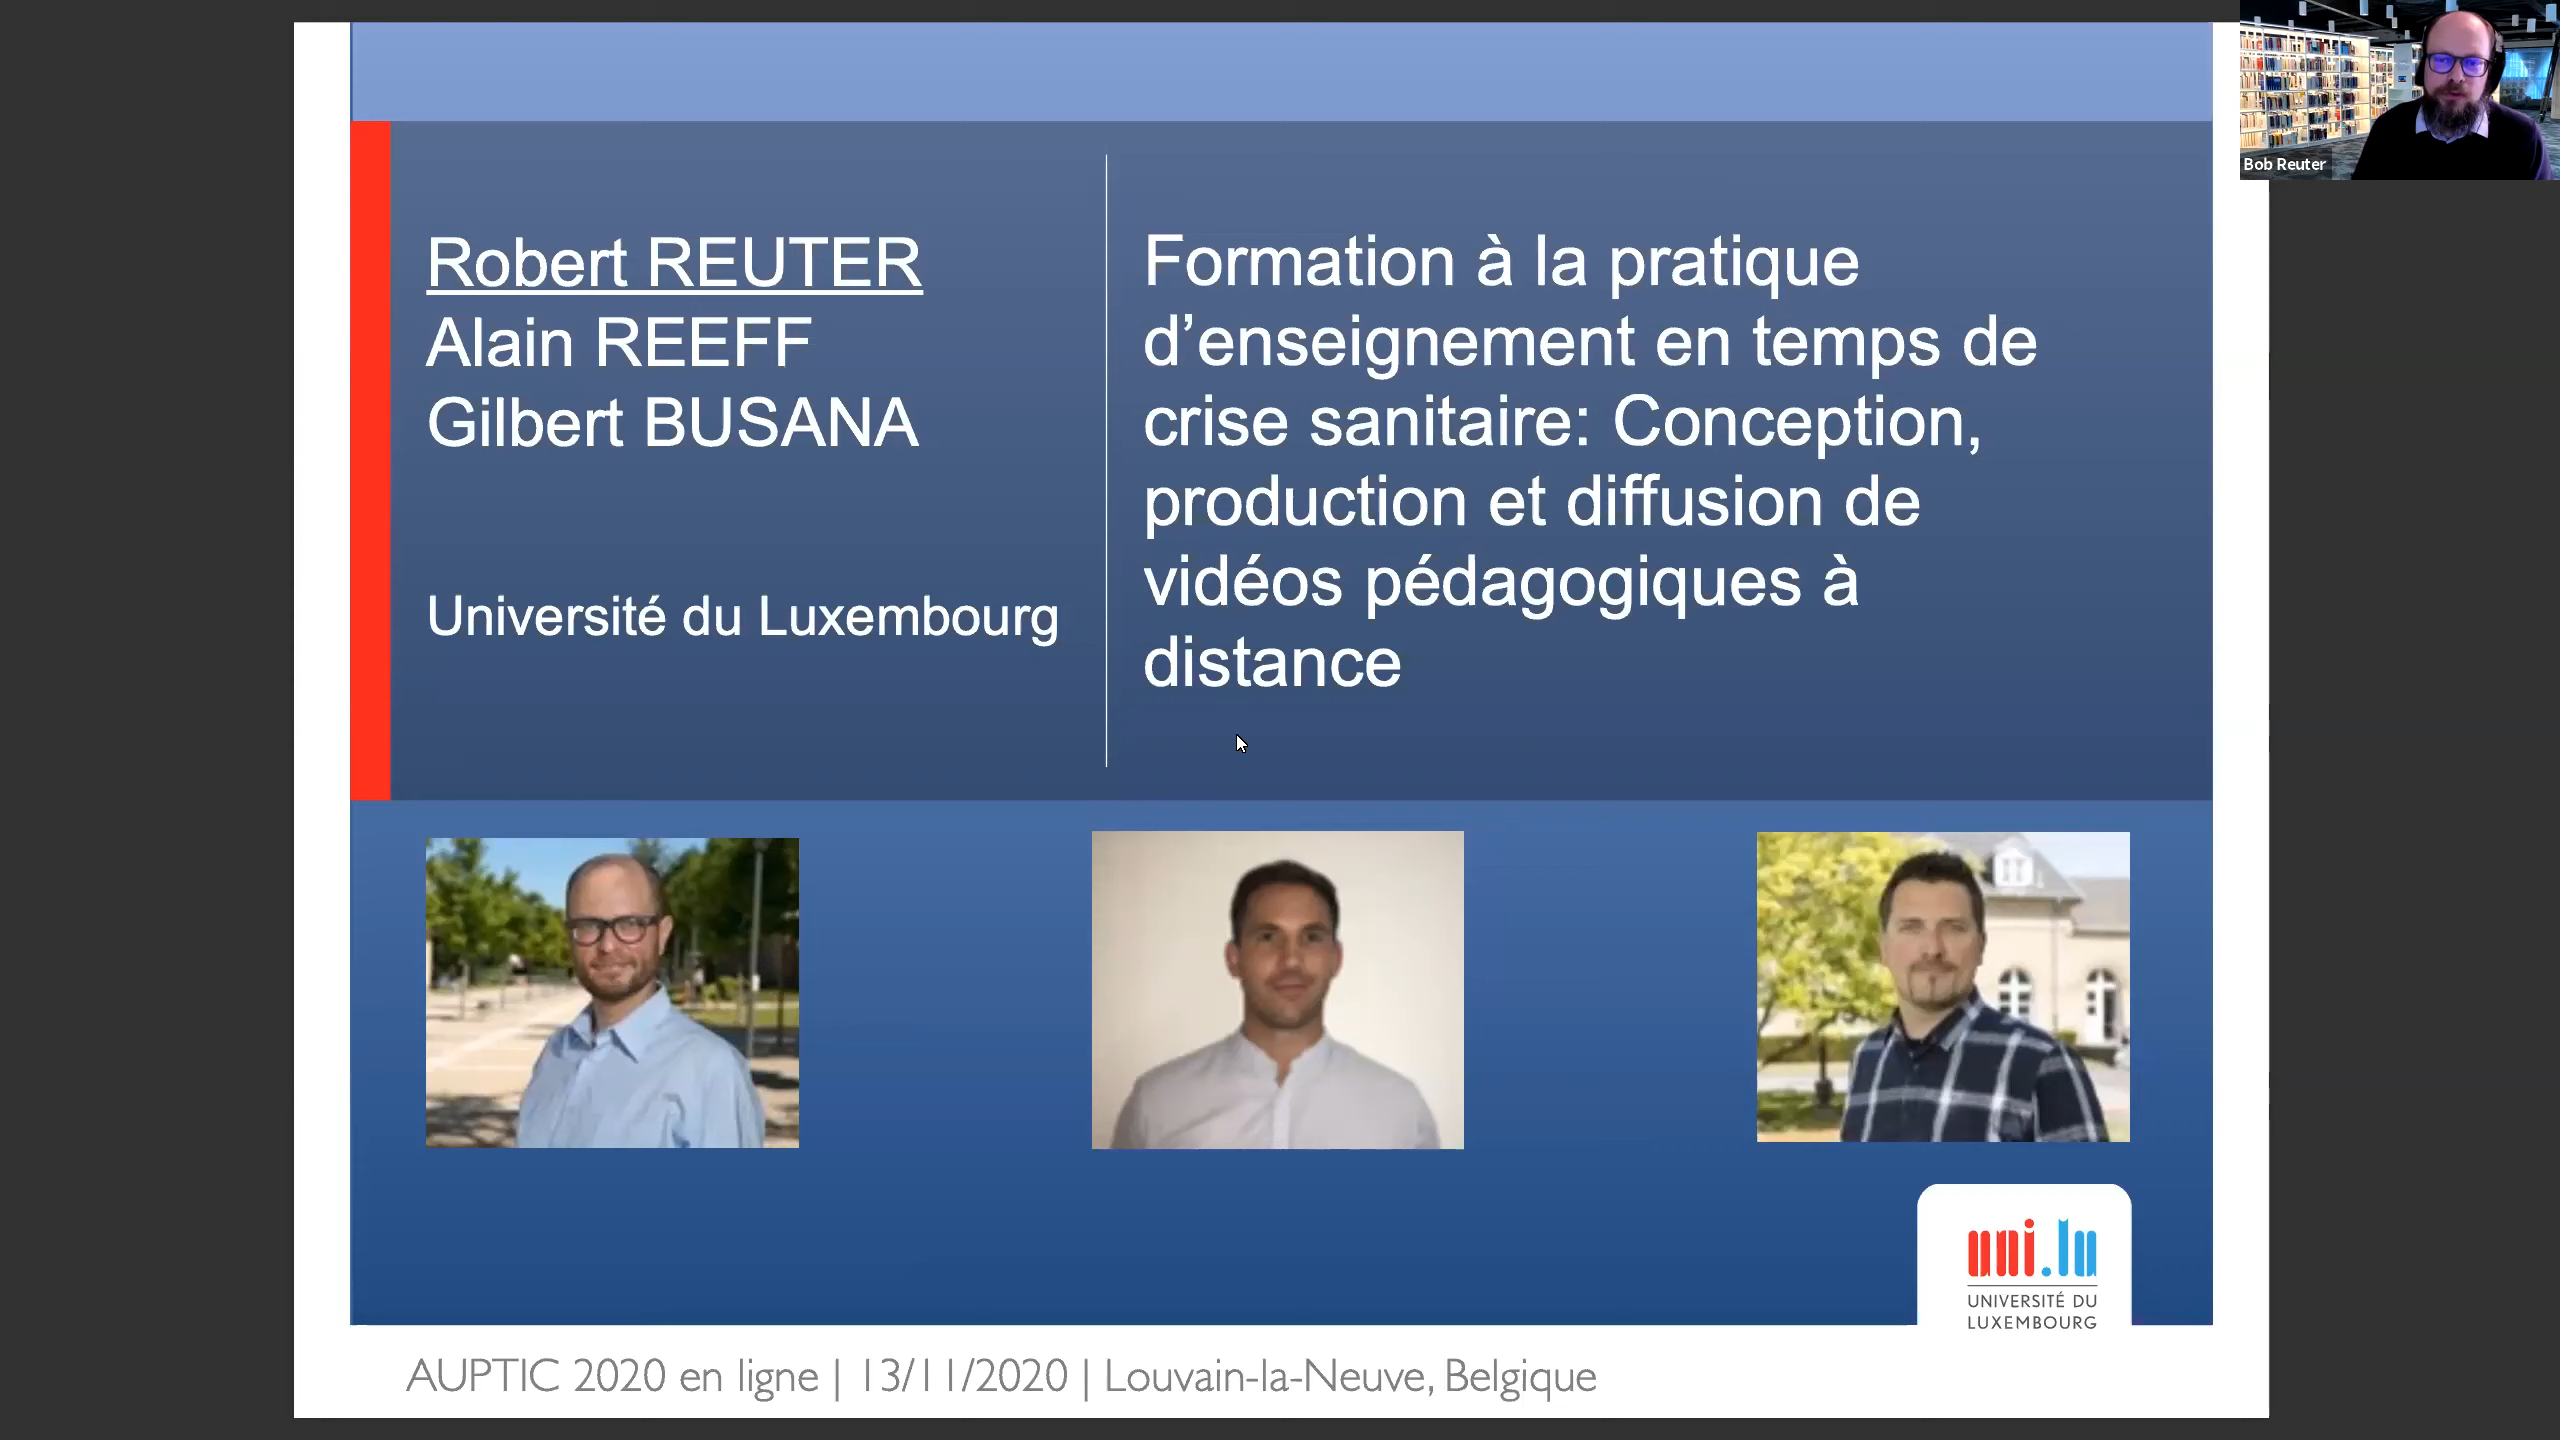 Bob Reuter
Robert REUTER
Alain REEFF
Gilbert BUSANA
Université du Luxembourg
Formation à la pratique
d’enseignement en temps de
crise sanitaire: Conception,
production et diffusion de
vidéos pédagogiques à
distance
uni.lu
UNIVERSITÉ DU
LUXEMBOURG
AUPTIC 2020 en ligne | 13/11/2020 | Louvain-la-Neuve, Belgique